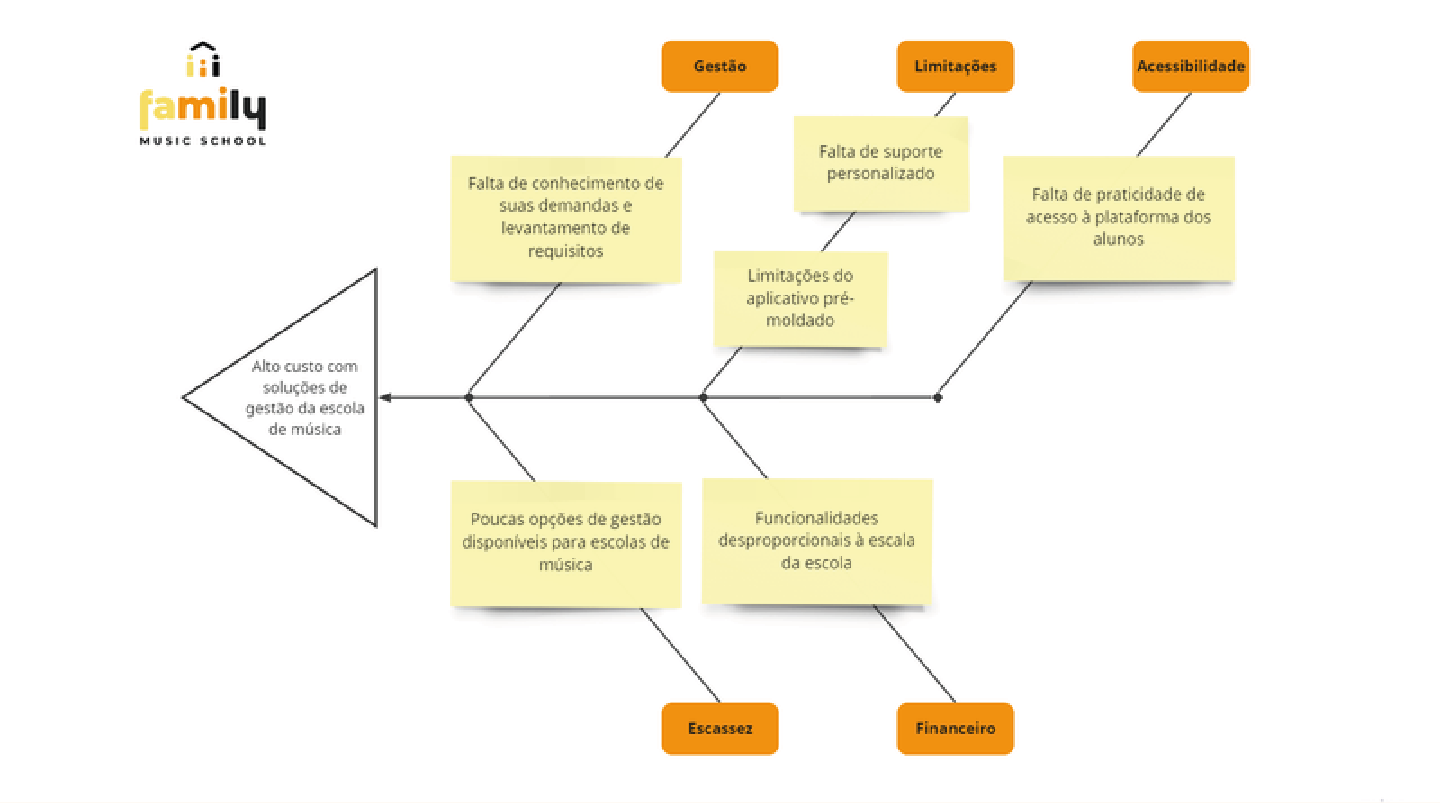 family
MUSIC SCHOOL
Gestão
Limitações
Acessibilidade
Falta de conhecimento de
suas demandas e
levantamento de
requisitos
Falta de suporte
personalizado
Limitações do
aplicativo pré-
moldado
Falta de praticidade de
acesso à plataforma dos
alunos
Alto custo com
soluções de
gestão da escola
de música
Poucas opções de gestão
disponíveis para escolas de
música
Funcionalidades
desproporcionais à escala
da escola
Escassez
Financeiro